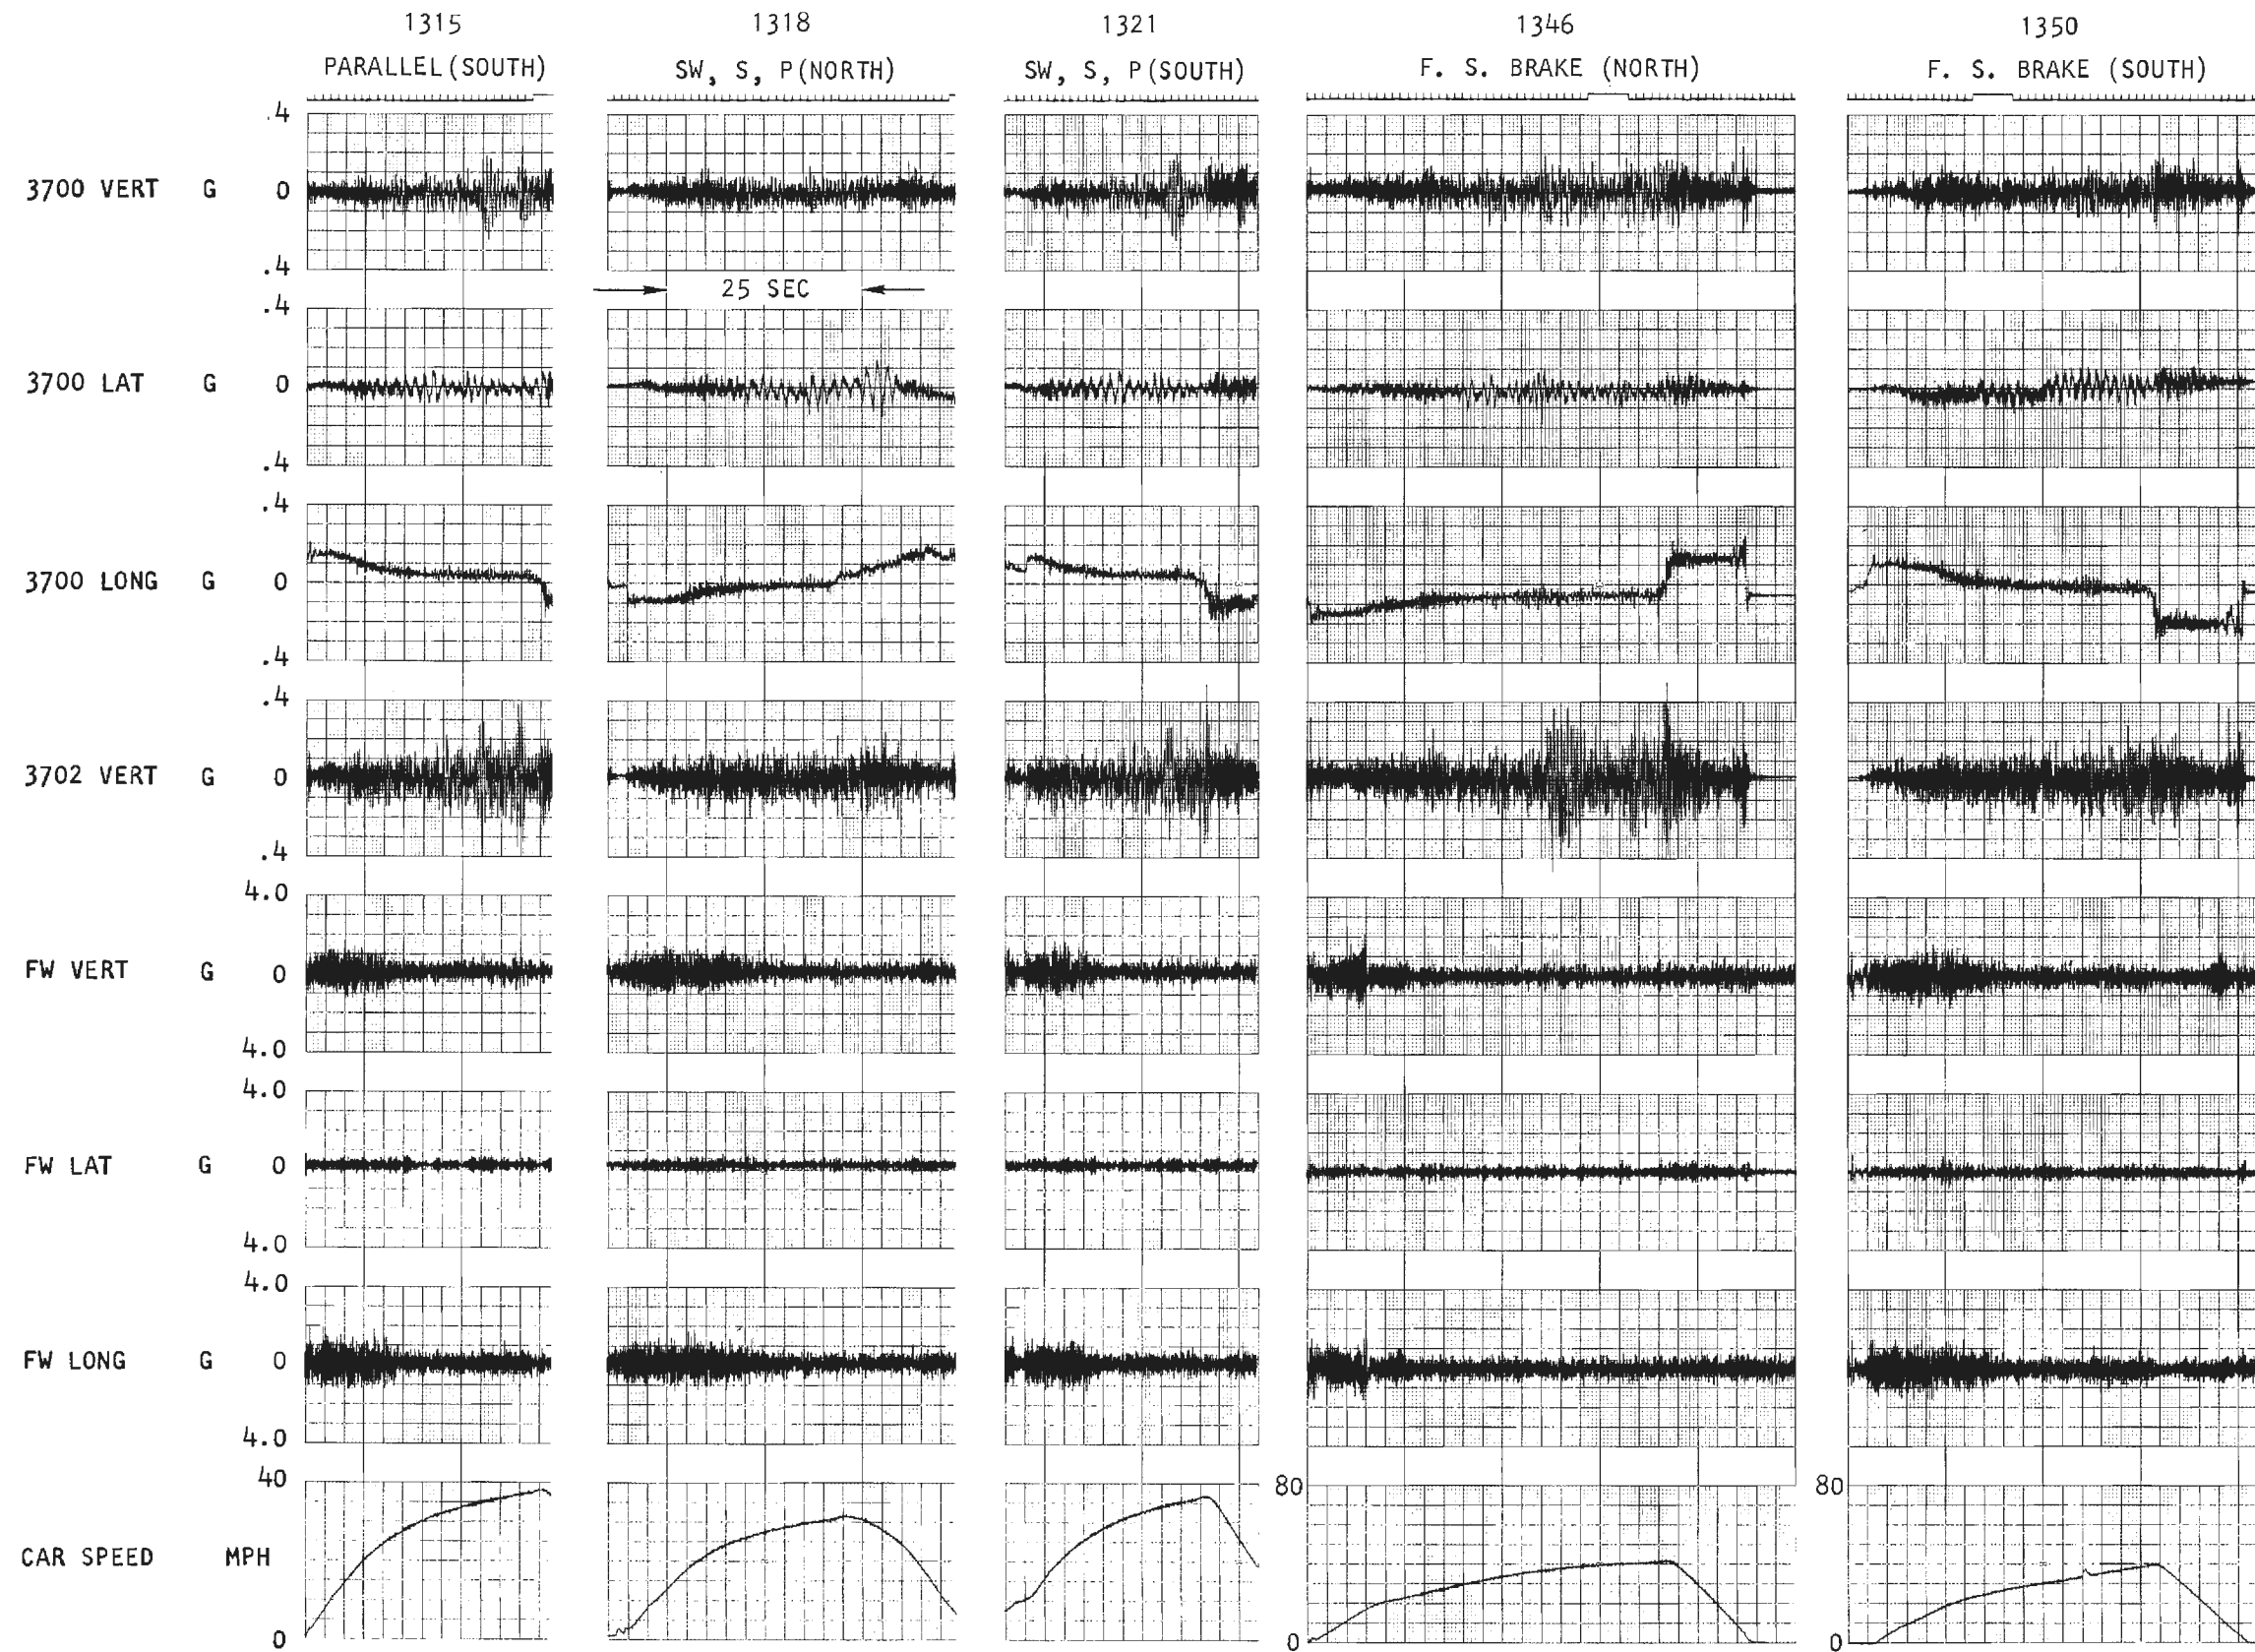 1315 1318 1321 1346 1350
PARALLEL(SOUTH) SW, S, P(NORTH) SW, S, P(SOUTH) F. S. BRAKE (NORTH) F. S. BRAKE (SOUTH)
.4
3700 VERT G 0
.4
25 SEC
.4
3700 LAT G 0
.4
.4
3700 LONG G 0
.4
.4
3702 VERT G 0
.4
4.0
FW VERT G 0
4.0
4.0
FW LAT G 0
4.0
4.0
FW LONG G 0
4.0
40 80 80
CAR SPEED MPH
0 0 0